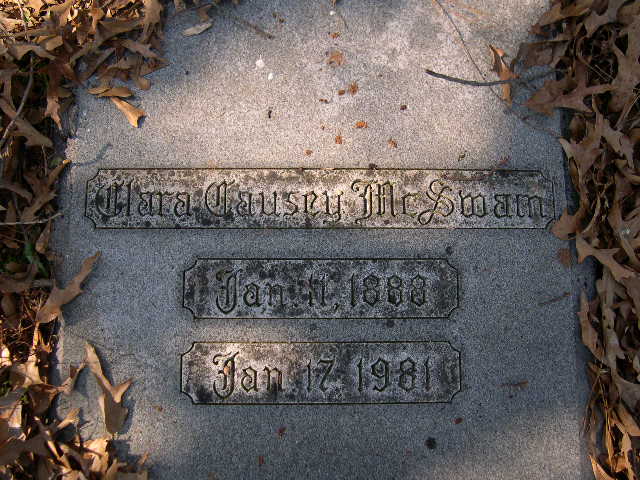 Clara Causey McSwain
Jan 11, 1888
Jan 17 1981